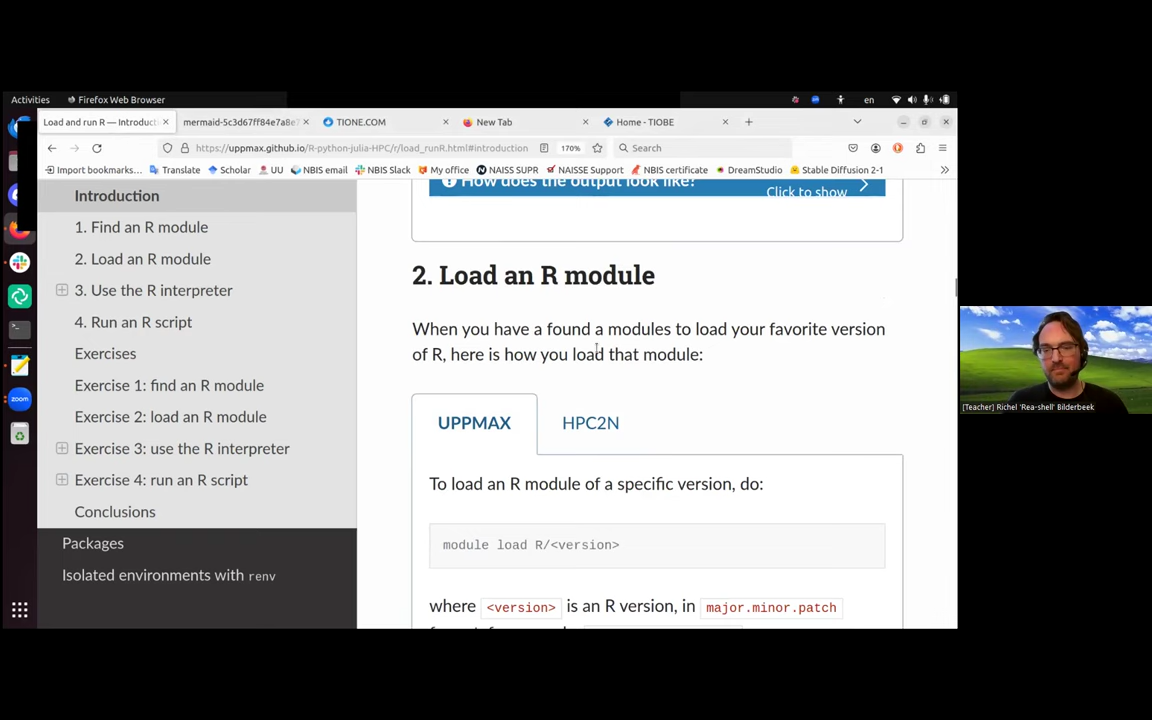 Activities
Firefox Web Browser
en
Load and run R — Introduct
mermaid-5c3d67ff84e7a8e7
TIONE.COM
New Tab
Home - TIOBE
https://uppmax.github.io/R-python-julia-HPC/r/load_runR.html#introduction
170%
Search
Import bookmarks...
Translate
Scholar
UU
NBIS email
NBIS Slack
My office
NAISS SUPR
NAISSE Support
NBIS certificate
DreamStudio
Stable Diffusion 2-1
Introduction
1. Find an R module
2. Load an R module
3. Use the R interpreter
4. Run an R script
Exercises
Exercise 1: find an R module
Exercise 2: load an R module
Exercise 3: use the R interpreter
Exercise 4: run an R script
Conclusions
Packages
Isolated environments with renv
How does the output look like?
Click to show
2. Load an R module
When you have a found a modules to load your favorite version
of R, here is how you load that module:
UPPMAX
HPC2N
To load an R module of a specific version, do:
module load R/<version>
where <version> is an R version, in major.minor.patch
zoom
[Teacher] Richel 'Rea-shell' Bilderbeek